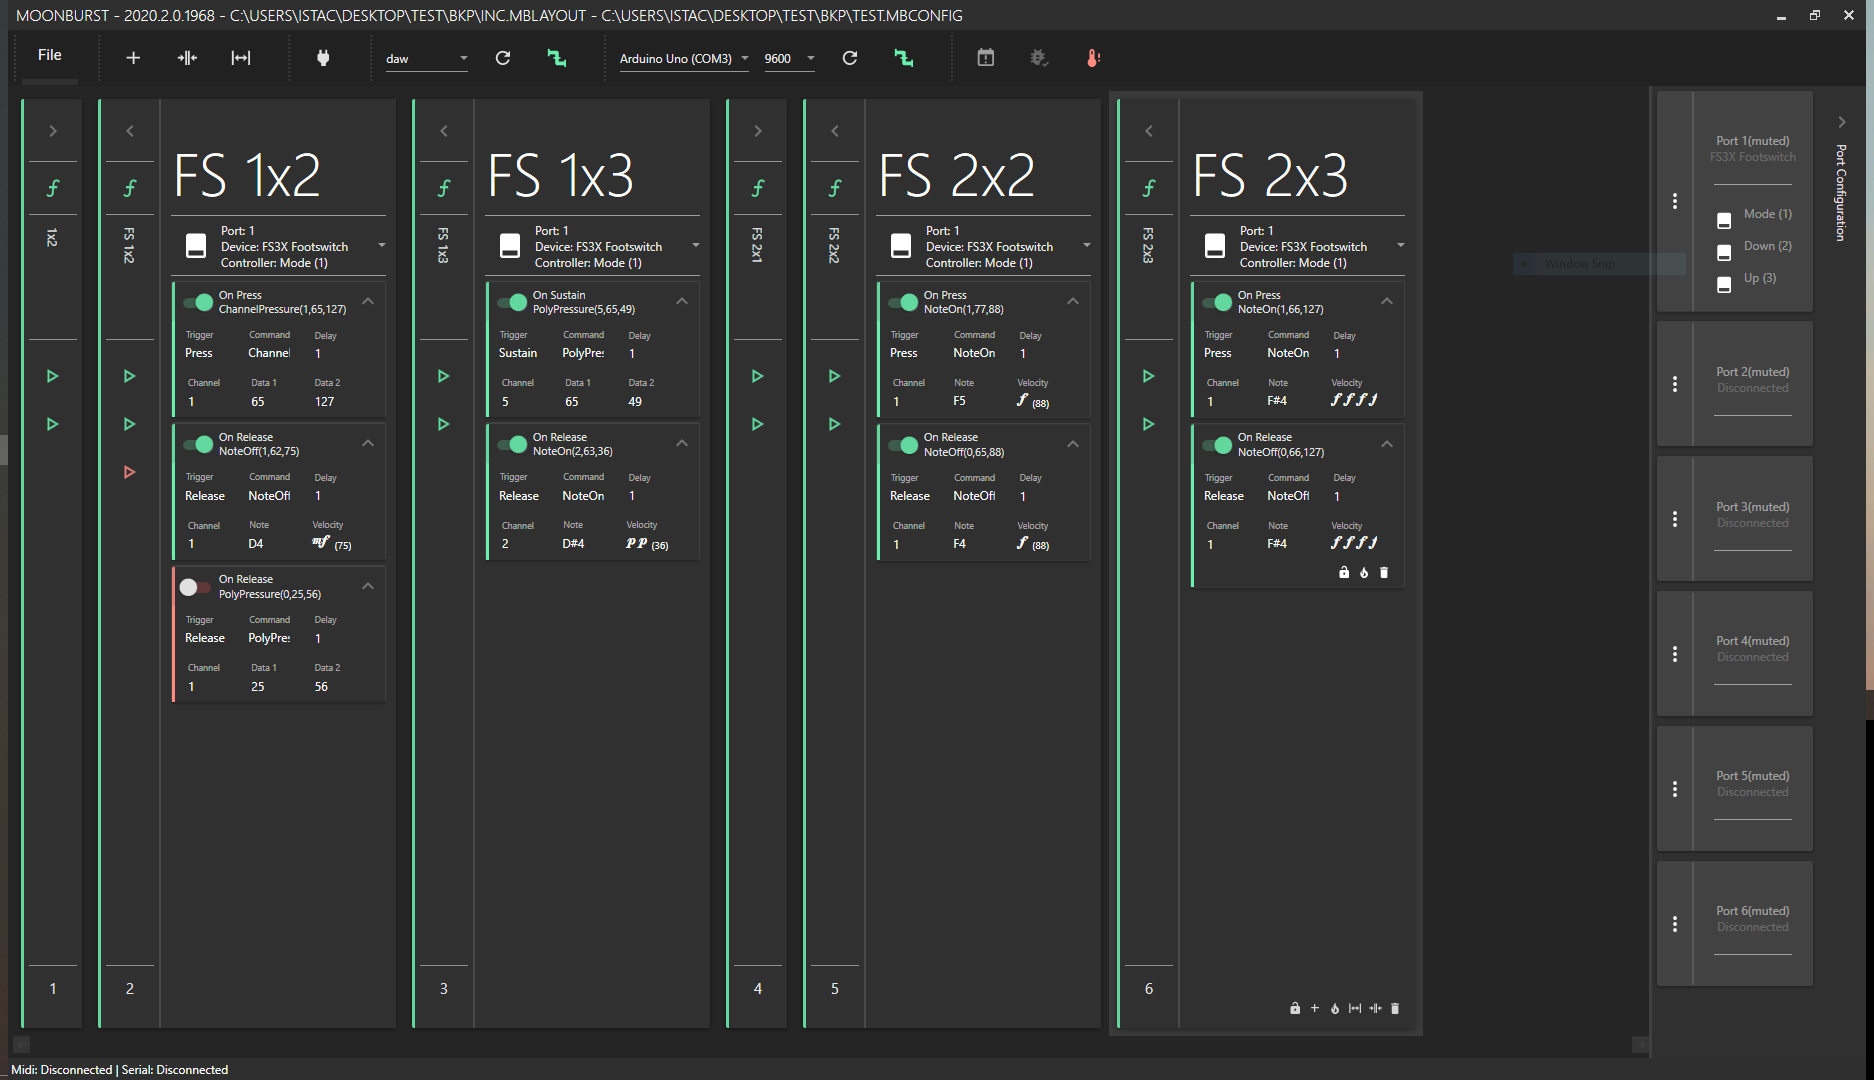 MOONBURST - 2020.2.0.1968 - C:\USERS\ISTAC\DESKTOP\TEST\BKP\INC.MBLAYOUT - C:\USERS\ISTAC\DESKTOP\TEST\BKP\TEST.MBCONFIG
File
daw
Arduino Uno (COM3)
9600
1x2
1
FS 1x2
2
FS 1x2
Port: 1
Device: FS3X Footswitch
Controller: Mode (1)
On Press
ChannelPressure(1,65,127)
Trigger Command Delay
Press Channel 1
Channel Data 1 Data 2
1 65 127
On Release
NoteOff(1,62,75)
Trigger Command Delay
Release NoteOff 1
Channel Note Velocity
1 D4 mf (75)
On Release
PolyPressure(0,25,56)
Trigger Command Delay
Release PolyPres 1
Channel Data 1 Data 2
1 25 56
FS 1x3
3
FS 1x3
Port: 1
Device: FS3X Footswitch
Controller: Mode (1)
On Sustain
PolyPressure(5,65,49)
Trigger Command Delay
Sustain PolyPres 1
Channel Data 1 Data 2
5 65 49
On Release
NoteOn(2,63,36)
Trigger Command Delay
Release NoteOn 1
Channel Note Velocity
2 D#4 pp (36)
FS 2x1
4
FS 2x2
5
FS 2x2
Port: 1
Device: FS3X Footswitch
Controller: Mode (1)
On Press
NoteOn(1,77,88)
Trigger Command Delay
Press NoteOn 1
Channel Note Velocity
1 F5 f (88)
On Release
NoteOff(0,65,88)
Trigger Command Delay
Release NoteOff 1
Channel Note Velocity
1 F4 f (88)
FS 2x3
6
FS 2x3
Port: 1
Device: FS3X Footswitch
Controller: Mode (1)
On Press
NoteOn(1,66,127)
Trigger Command Delay
Press NoteOn 1
Channel Note Velocity
1 F#4 ffff
On Release
NoteOff(0,66,127)
Trigger Command Delay
Release NoteOff 1
Channel Note Velocity
1 F#4 ffff
Window Snip
Port 1(muted)
FS3X Footswitch
Mode (1)
Down (2)
Up (3)
Port 2(muted)
Disconnected
Port 3(muted)
Disconnected
Port 4(muted)
Disconnected
Port 5(muted)
Disconnected
Port 6(muted)
Disconnected
Port Configuration
Midi: Disconnected | Serial: Disconnected